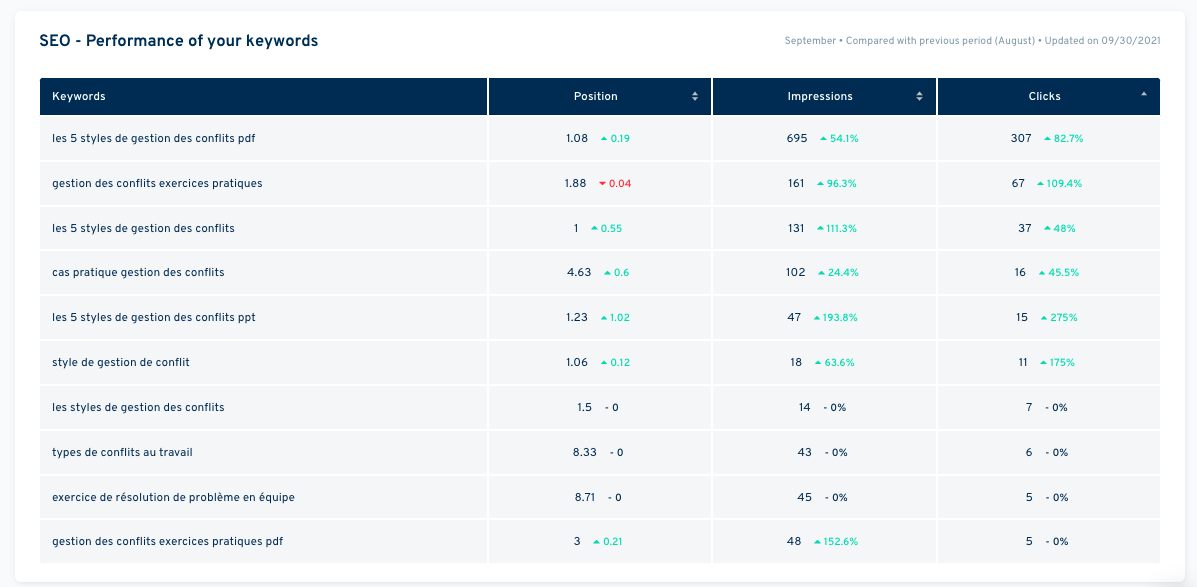 SEO - Performance of your keywords
September • Compared with previous period (August) • Updated on 09/30/2021
Keywords Position Impressions Clicks
les 5 styles de gestion des conflits pdf 1.08 0.19 695 54.1% 307 82.7%
gestion des conflits exercices pratiques 1.88 0.04 161 96.3% 67 109.4%
les 5 styles de gestion des conflits 1 0.55 131 111.3% 37 48%
cas pratique gestion des conflits 4.63 0.6 102 24.4% 16 45.5%
les 5 styles de gestion des conflits ppt 1.23 1.02 47 193.8% 15 275%
style de gestion de conflit 1.06 0.12 18 63.6% 11 175%
les styles de gestion des conflits 1.5 - 0 14 - 0% 7 - 0%
types de conflits au travail 8.33 - 0 43 - 0% 6 - 0%
exercice de résolution de problème en équipe 8.71 - 0 45 - 0% 5 - 0%
gestion des conflits exercices pratiques pdf 3 0.21 48 152.6% 5 - 0%